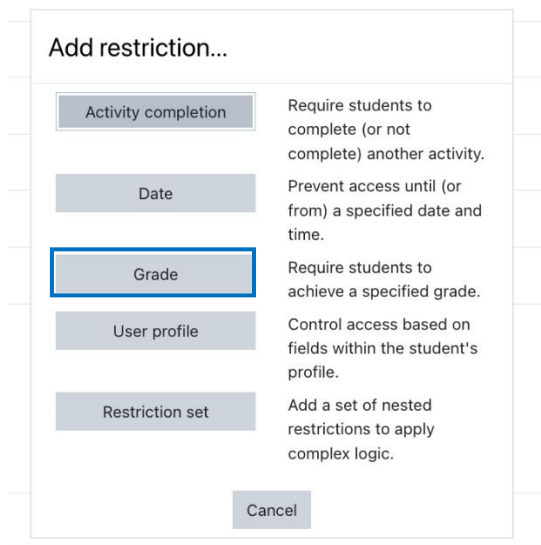 Add restriction...
Activity completion
Require students to
complete (or not
complete) another activity.
Date
Prevent access until (or
from) a specified date and
time.
Grade
Require students to
achieve a specified grade.
User profile
Control access based on
fields within the student's
profile.
Restriction set
Add a set of nested
restrictions to apply
complex logic.
Cancel